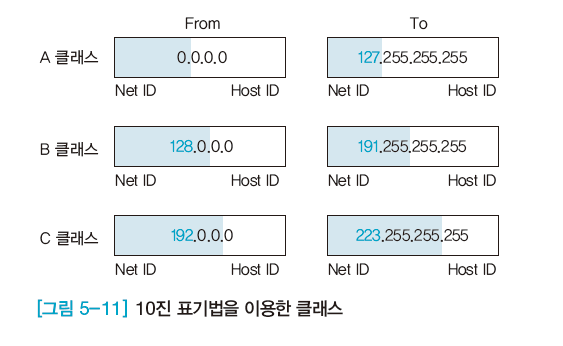 From To
A 클래스 0.0.0.0 127.255.255.255
Net ID Host ID Net ID Host ID
B 클래스 128.0.0.0 191.255.255.255
Net ID Host ID Net ID Host ID
C 클래스 192.0.0.0 223.255.255.255
Net ID Host ID Net ID Host ID
[그림 5-11] 10진 표기법을 이용한 클래스